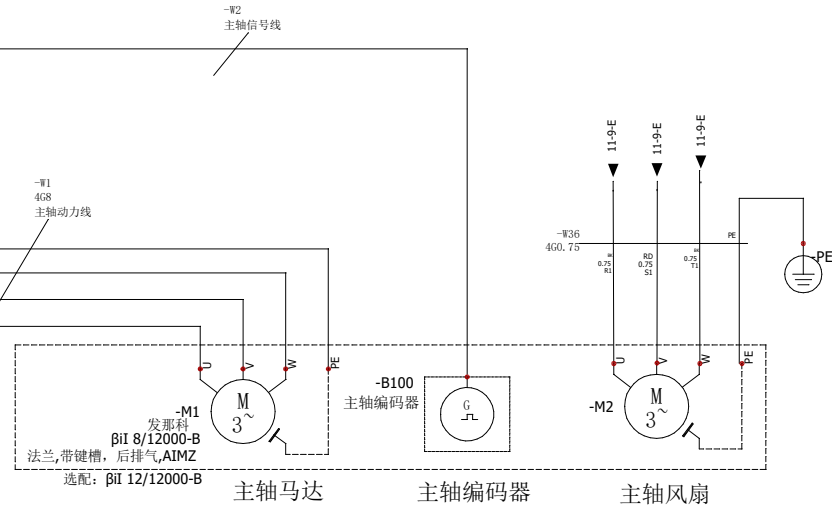 -W2
主轴信号线
11-9-E
11-9-E
11-9-E
-W1
4G8
主轴动力线
-W36
4G0.75
BK
0.75
R1
RD
0.75
S1
BK
0.75
T1
PE
-PE
U
V
W
PE
-M1
发那科
βiI 8/12000-B
法兰,带键槽，后排气,AIMZ
选配：βiI 12/12000-B
M
3~
主轴马达
-B100
主轴编码器
G
主轴编码器
U
V
W
PE
-M2
M
3~
主轴风扇